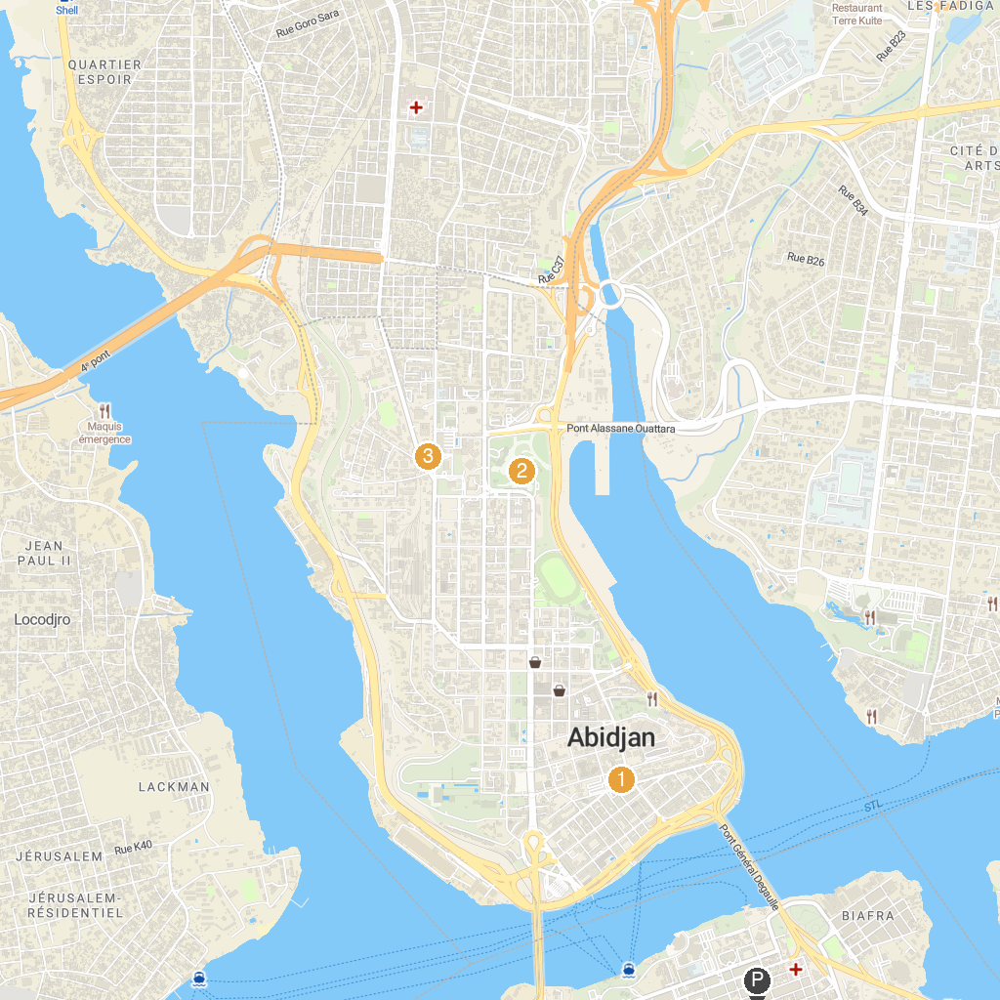 Shell
Rue Goro Sara
Restaurant
Terre Kuite
LES FADIGA
Rue B23
QUARTIER
ESPOIR
CITÉ D
ARTS
Rue B34
Rue B26
Rue C37
4e pont
Maquis
émergence
Pont Alassane Ouattara
3
2
JEAN
PAUL II
Locodjro
Abidjan
1
LACKMAN
STL
Rue K40
JÉRUSALEM
Pont Général Degaulle
JÉRUSALEM-
RÉSIDENTIEL
BIAFRA
P